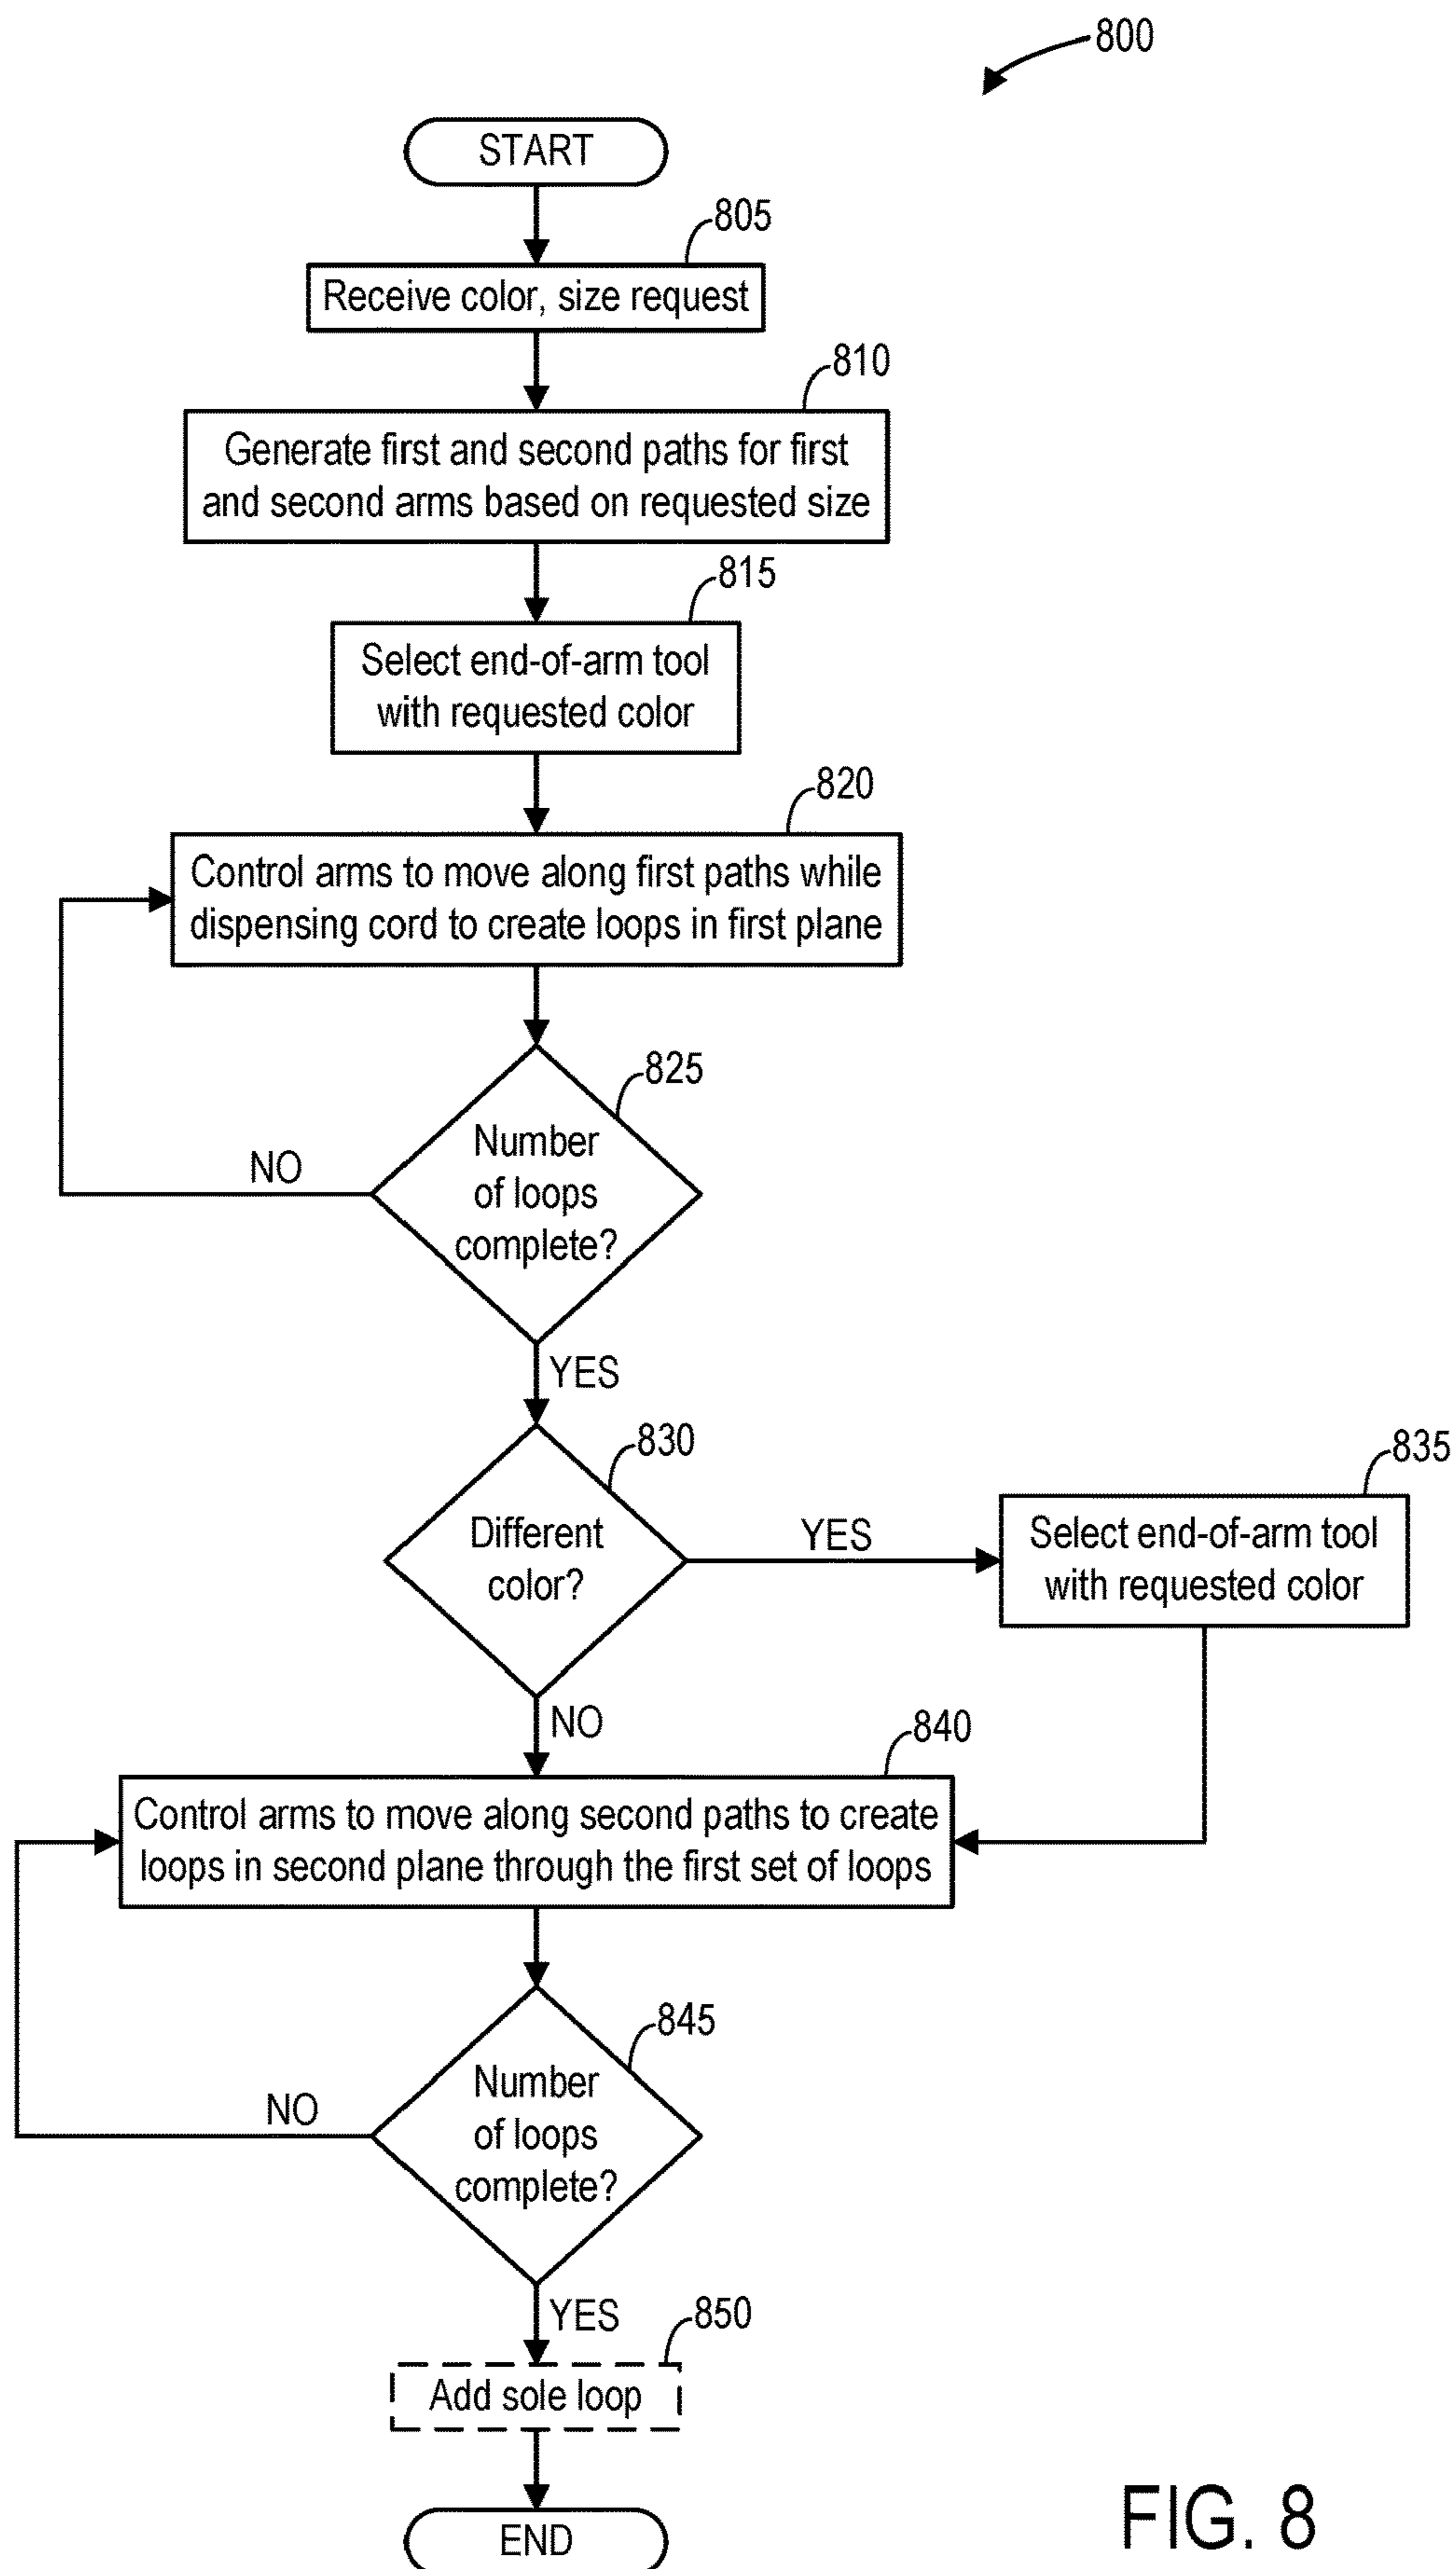 800
START
805
Receive color, size request
810
Generate first and second paths for first
and second arms based on requested size
815
Select end-of-arm tool
with requested color
820
Control arms to move along first paths while
dispensing cord to create loops in first plane
825
Number
of loops
complete?
NO
YES
830
Different
color?
YES
835
Select end-of-arm tool
with requested color
NO
840
Control arms to move along second paths to create
loops in second plane through the first set of loops
845
Number
of loops
complete?
NO
YES
850
Add sole loop
END
FIG. 8